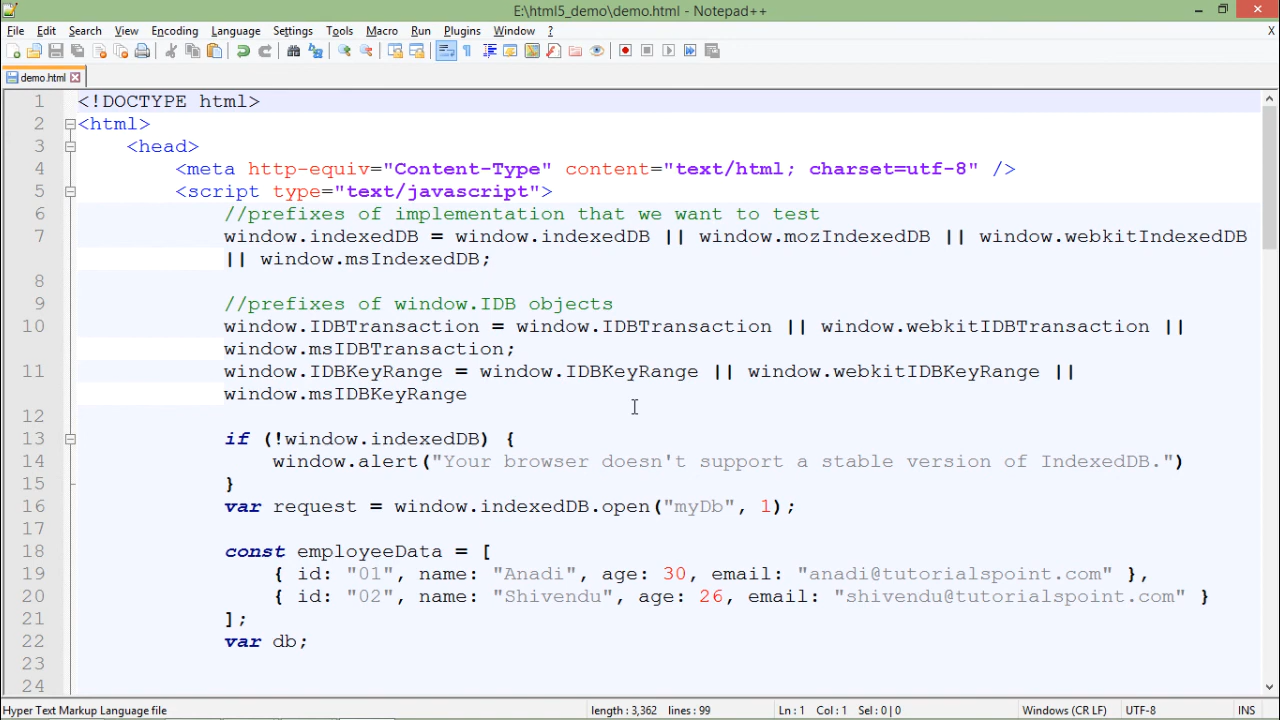 E:\html5_demo\demo.html - Notepad++
File Edit Search View Encoding Language Settings Tools Macro Run Plugins Window ? X
demo.html
1 <!DOCTYPE html>
2 <html>
3 <head>
4 <meta http-equiv="Content-Type" content="text/html; charset=utf-8" />
5 <script type="text/javascript">
6 //prefixes of implementation that we want to test
7 window.indexedDB = window.indexedDB || window.mozIndexedDB || window.webkitIndexedDB
|| window.msIndexedDB;
8
9 //prefixes of window.IDB objects
10 window.IDBTransaction = window.IDBTransaction || window.webkitIDBTransaction ||
window.msIDBTransaction;
11 window.IDBKeyRange = window.IDBKeyRange || window.webkitIDBKeyRange ||
window.msIDBKeyRange
12
13 if (!window.indexedDB) {
14 window.alert("Your browser doesn't support a stable version of IndexedDB.")
15 }
16 var request = window.indexedDB.open("myDb", 1);
17
18 const employeeData = [
19 { id: "01", name: "Anadi", age: 30, email: "anadi@tutorialspoint.com" },
20 { id: "02", name: "Shivendu", age: 26, email: "shivendu@tutorialspoint.com" }
21 ];
22 var db;
23
24
Hyper Text Markup Language file length : 3,362 lines : 99 Ln : 1 Col : 1 Sel : 0 | 0 Windows (CR LF) UTF-8 INS